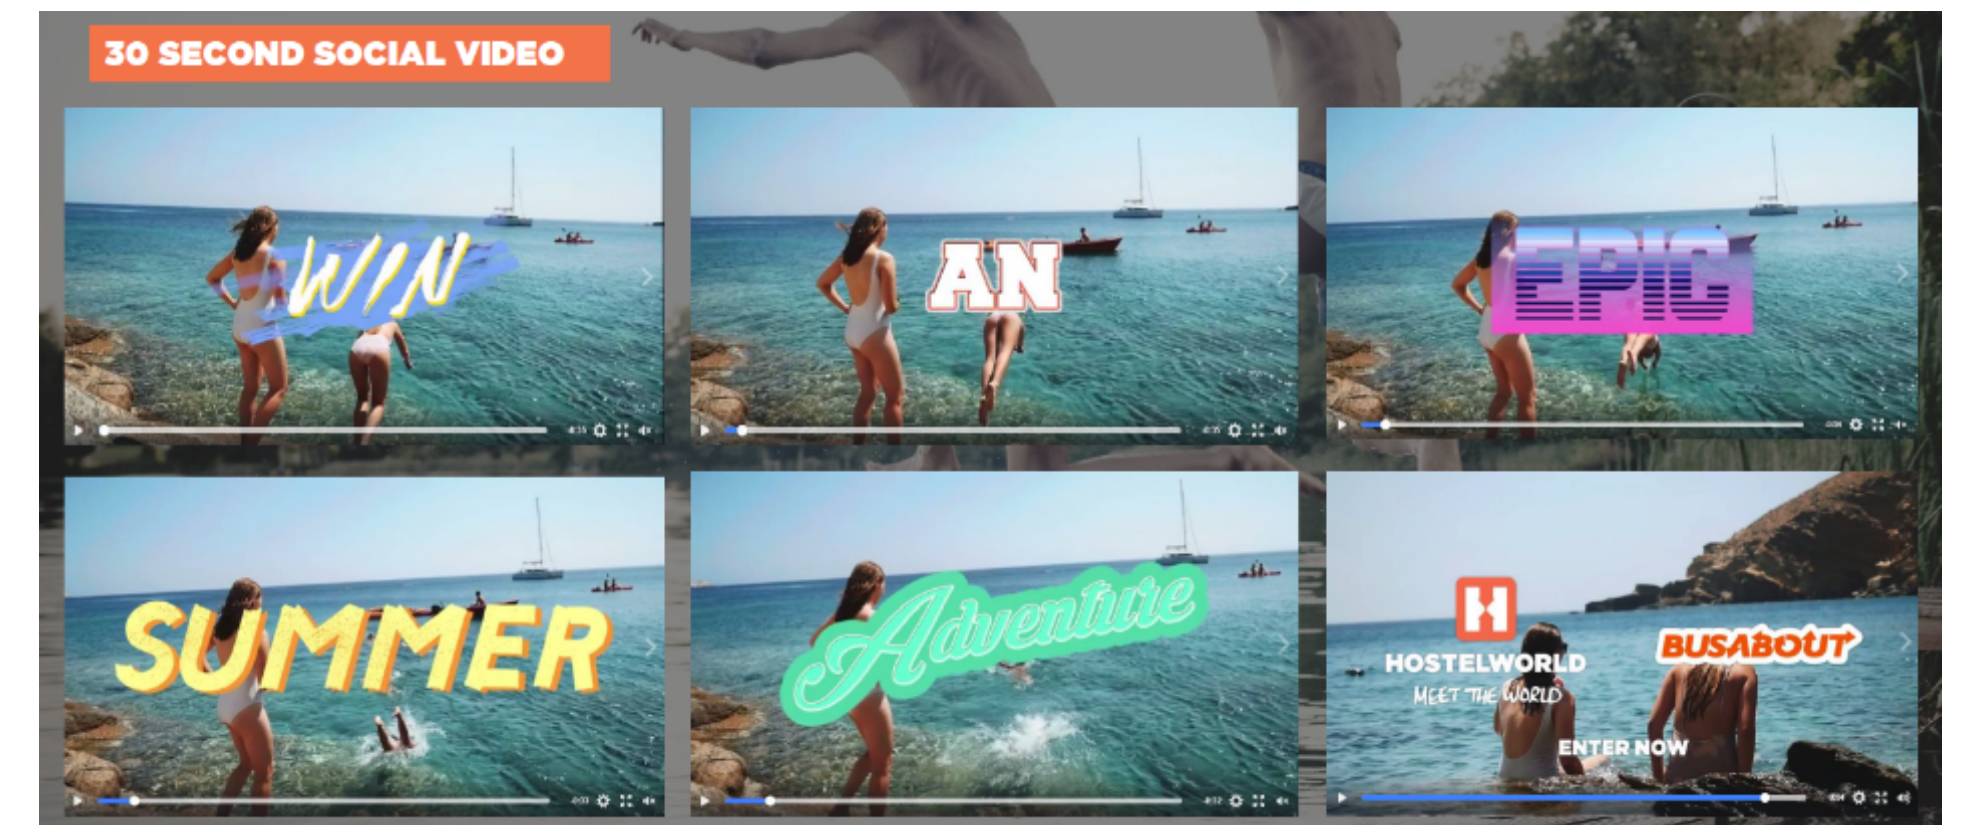 30 SECOND SOCIAL VIDEO
WIN
AN
EPIC
SUMMER
Adventure
HOSTELWORLD
MEET THE WORLD
BUSABOUT
ENTER NOW